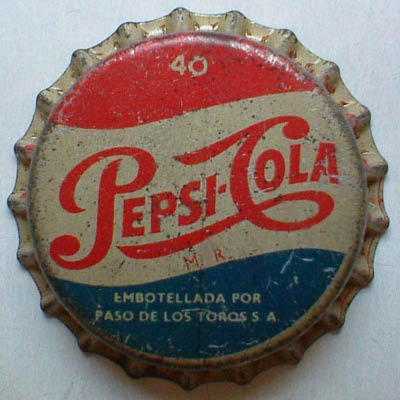 40
PEPSI-COLA
M R
EMBOTELLADA POR
PASO DE LOS TOROS S A